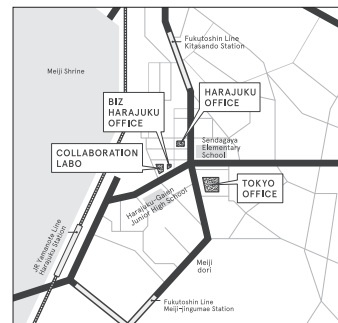 Fukutoshin Line
Kitasando Station
Meiji Shrine
BIZ
HARAJUKU
OFFICE
HARAJUKU
OFFICE
COLLABORATION
LABO
Sendagaya
Elementary
School
TOKYO
OFFICE
Harajuku-Gaien
Junior High School
JR Yamanote Line
Harajuku Station
Meiji
dori
Fukutoshin Line
Meiji-jingumae Station